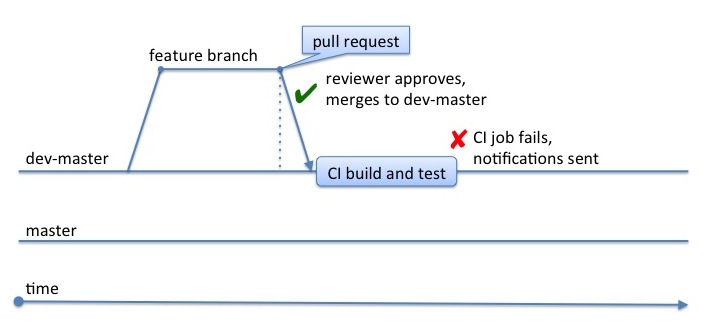 pull request
feature branch
reviewer approves,
merges to dev-master
CI job fails,
notifications sent
dev-master
CI build and test
master
time